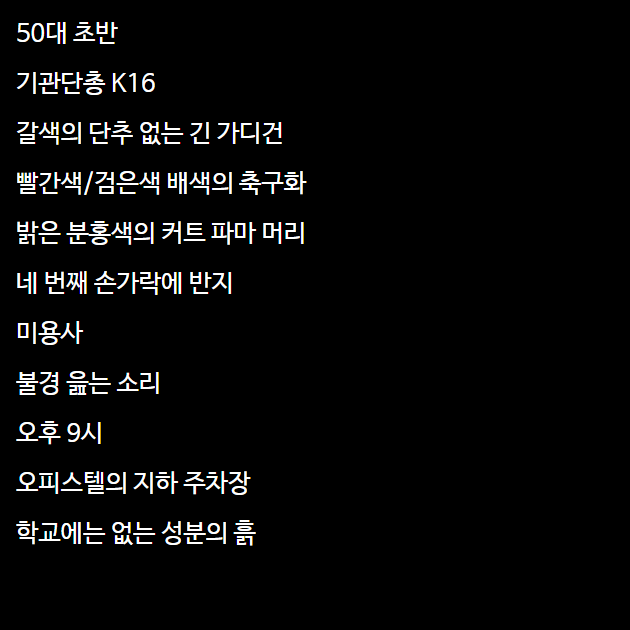 50대 초반
기관단총 K16
갈색의 단추 없는 긴 가디건
빨간색/검은색 배색의 축구화
밝은 분홍색의 커트 파마 머리
네 번째 손가락에 반지
미용사
불경 읊는 소리
오후 9시
오피스텔의 지하 주차장
학교에는 없는 성분의 흙